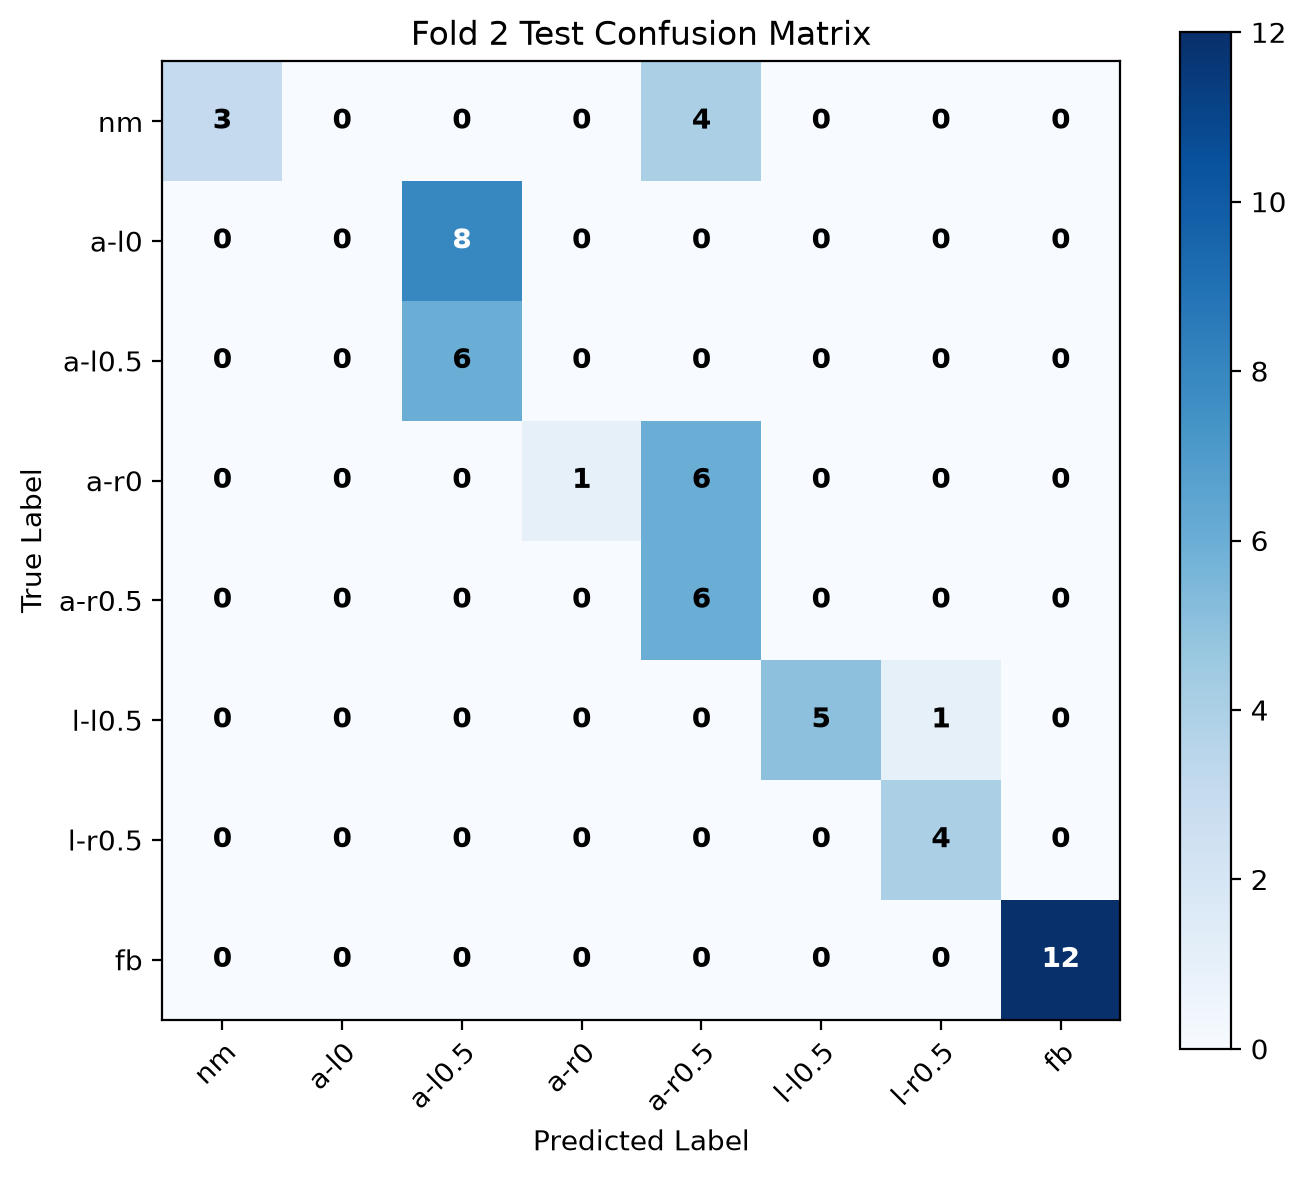 Fold 2 Test Confusion Matrix
nm 3 0 0 0 4 0 0 0
a-l0 0 0 8 0 0 0 0 0
a-l0.5 0 0 6 0 0 0 0 0
a-r0 0 0 0 1 6 0 0 0
a-r0.5 0 0 0 0 6 0 0 0
l-l0.5 0 0 0 0 0 5 1 0
l-r0.5 0 0 0 0 0 0 4 0
fb 0 0 0 0 0 0 0 12
nm a-l0 a-l0.5 a-r0 a-r0.5 l-l0.5 l-r0.5 fb
Predicted Label
True Label
12
10
8
6
4
2
0